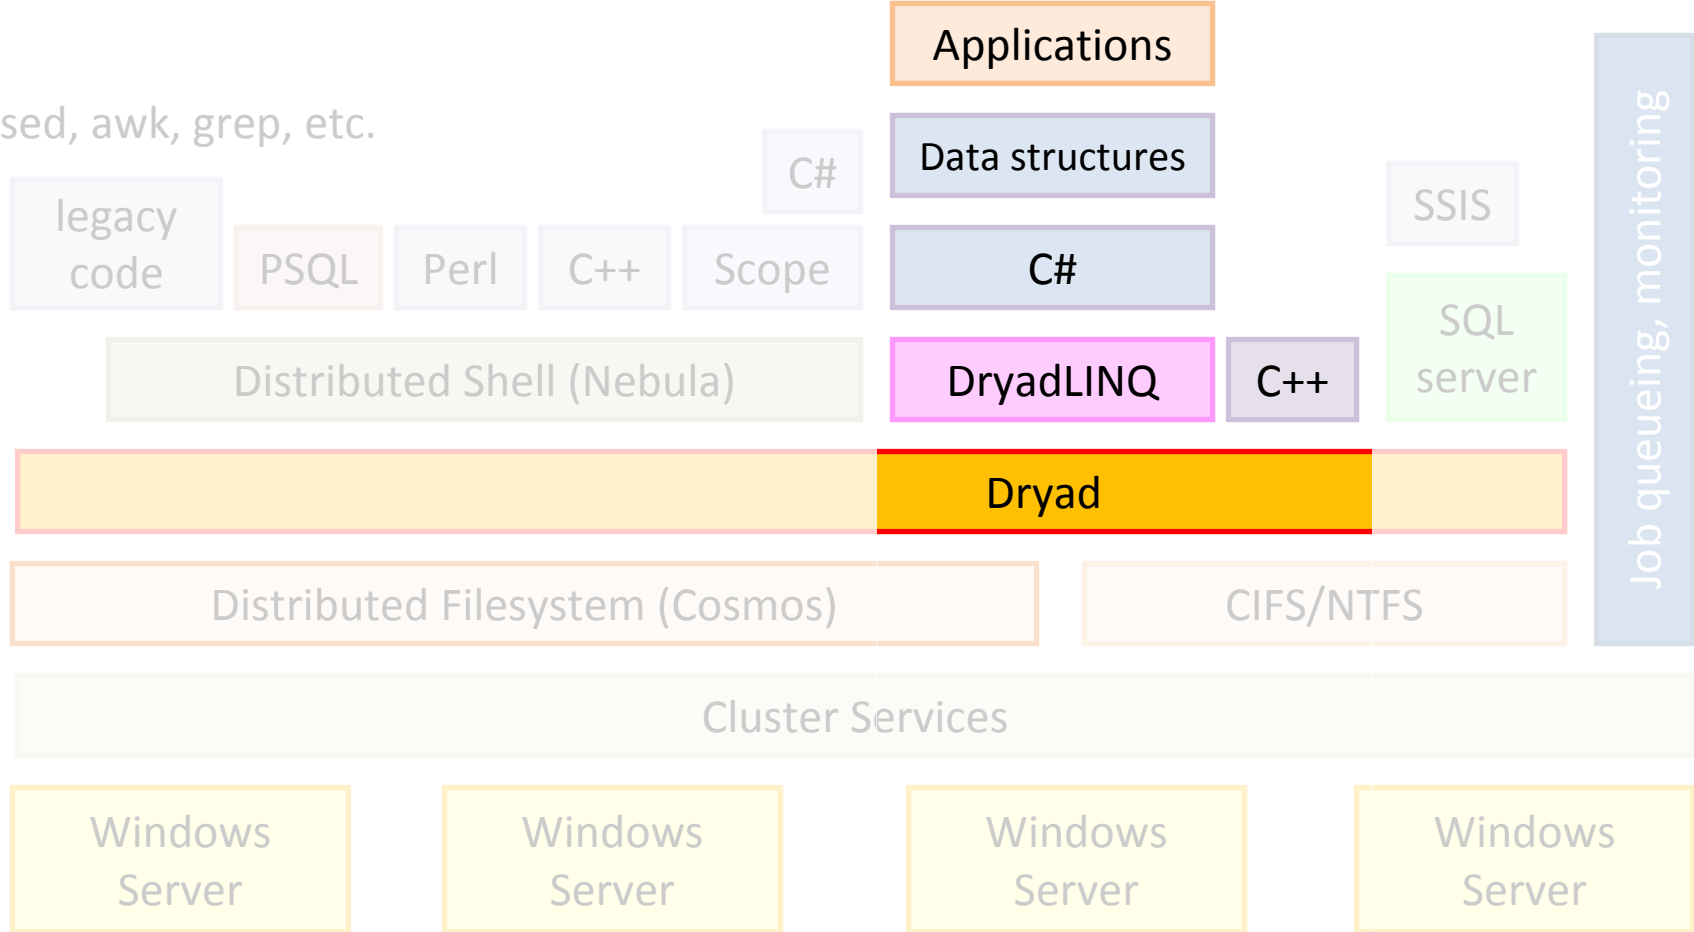 Applications
sed, awk, grep, etc.
Data structures
C#
legacy
code
PSQL
Perl
C++
Scope
C#
SSIS
SQL
server
Distributed Shell (Nebula)
DryadLINQ
C++
Dryad
Distributed Filesystem (Cosmos)
CIFS/NTFS
Job queueing, monitoring
Cluster Services
Windows
Server
Windows
Server
Windows
Server
Windows
Server